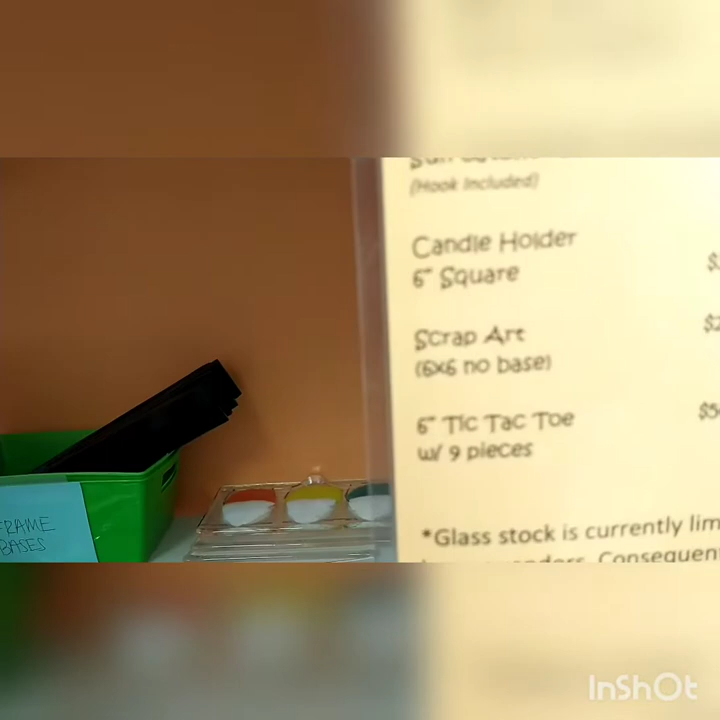 (Hook Included)
Candle Holder
6" Square
Scrap Art
(6x6 no base)
6" Tic Tac Toe
w/ 9 pieces
*Glass stock is currently
FRAME
BASES
InShOt